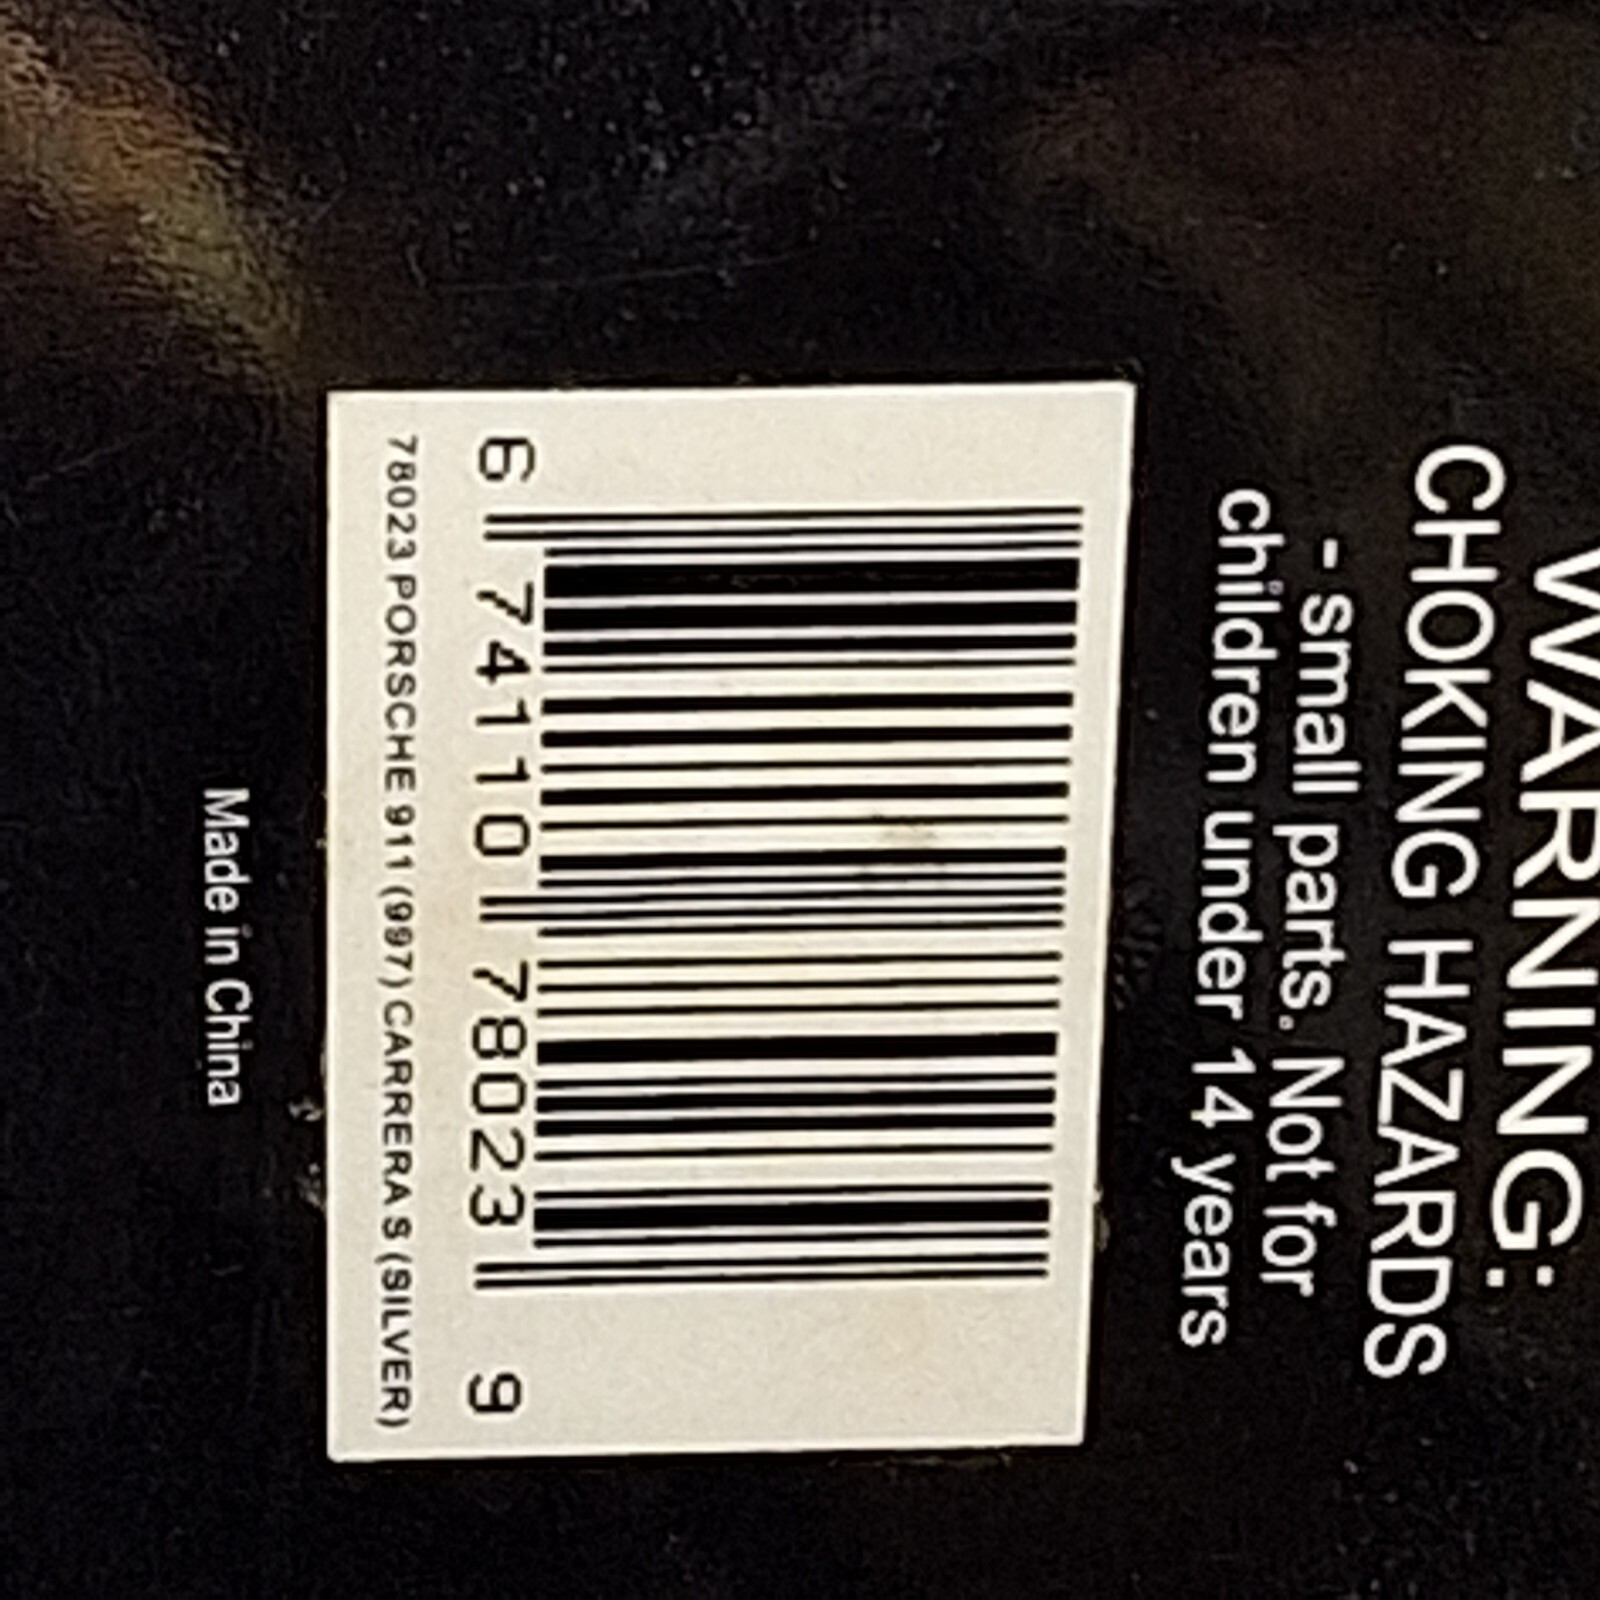 WARNING:
CHOKING HAZARDS
- small parts. Not for
children under 14 years
6 74110 78023 9
78023 PORSCHE 911 (997) CARRERA S (SILVER)
Made in China